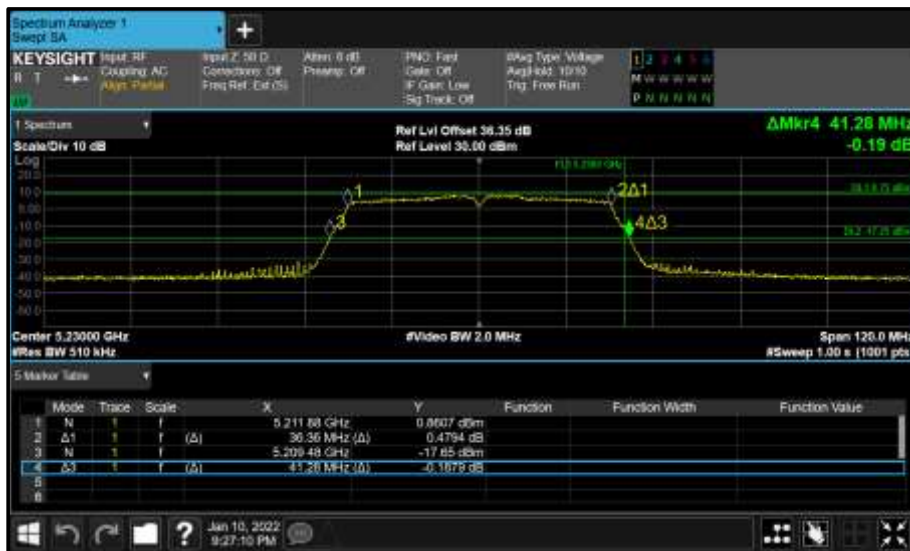 Spectrum Analyzer 1
Swept SA
+
KEYSIGHT Input: RF Input Z: 50 Ω Atten: 6 dB PNO: Fast #Avg Type: Voltage 1 2 3 4 5 6
R T Coupling: AC Corrections: Off Preamp: Off Gate: Off Avg|Hold: 10/10 M W W W W W
Align: Partial Freq Ref: Ext (S) IF Gain: Low Trig: Free Run
Sig Track: Off P N N N N N
1 Spectrum
Scale/Div 10 dB
Ref Lvl Offset 36.35 dB
Ref Level 30.00 dBm
ΔMkr4 41.28 MHz
-0.19 dB
Log
20.0
10.0
0.00
-10.0
-20.0
-30.0
-40.0
-50.0
-60.0
1
2Δ1
3
4Δ3
Center 5.23000 GHz
#Video BW 2.0 MHz
Span 120.0 MHz
#Res BW 510 kHz
#Sweep 1.00 s (1001 pts
5 Marker Table
Mode Trace Scale X Y Function Function Width Function Value
1 N 1 f 5.211 88 GHz 0.8607 dBm
2 Δ1 1 f (Δ) 36.36 MHz (Δ) 0.4794 dB
3 N 1 f 5.209 48 GHz -17.65 dBm
4 Δ3 1 f (Δ) 41.28 MHz (Δ) -0.1879 dB
5
6
?
Jan 10, 2022
9:27:10 PM